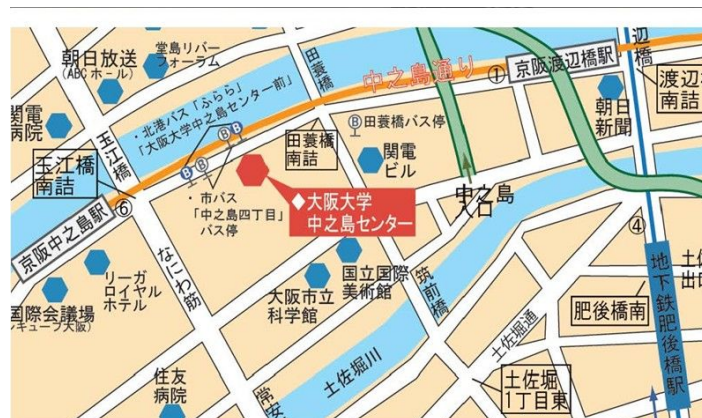 朝日放送
(ABCホール)
堂島リバー
フォーラム
関電
病院
玉江橋
玉江橋
南詰
京阪中之島駅
⑥
・北港バス「ふらら」
「大阪大学中之島センター前」
田蓑橋
中之島通り
①
京阪渡辺橋駅
辺橋
渡辺
南詰
朝日
新聞
B
B
B
B
田蓑橋
南詰
B
田蓑橋バス停
関電
ビル
・市バス
「中之島四丁目」
バス停
◆大阪大学
中之島センター
中之島
入口
④
なにわ筋
リーガ
ロイヤル
ホテル
国際会議場
大阪市立
科学館
国立国際
美術館
筑前橋
土佐堀川
土佐堀通
肥後橋南
地下鉄肥後橋駅
土佐
住友
病院
常安
土佐堀
1丁目東